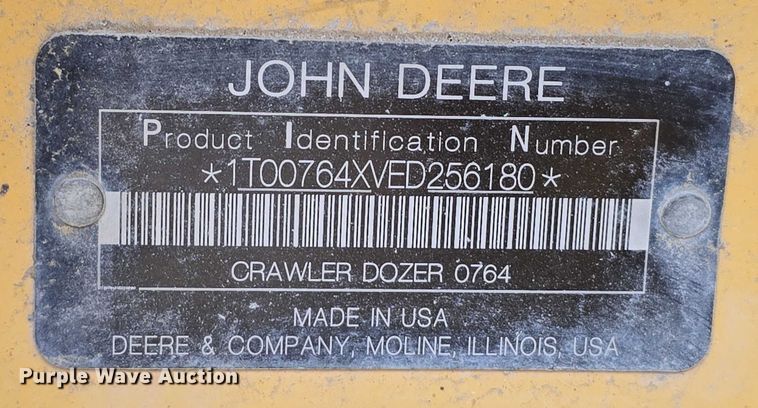 JOHN DEERE
Product Identification Number
*1T00764XVED256180*
CRAWLER DOZER 0764
MADE IN USA
DEERE & COMPANY, MOLINE, ILLINOIS, USA
Purple Wave Auction